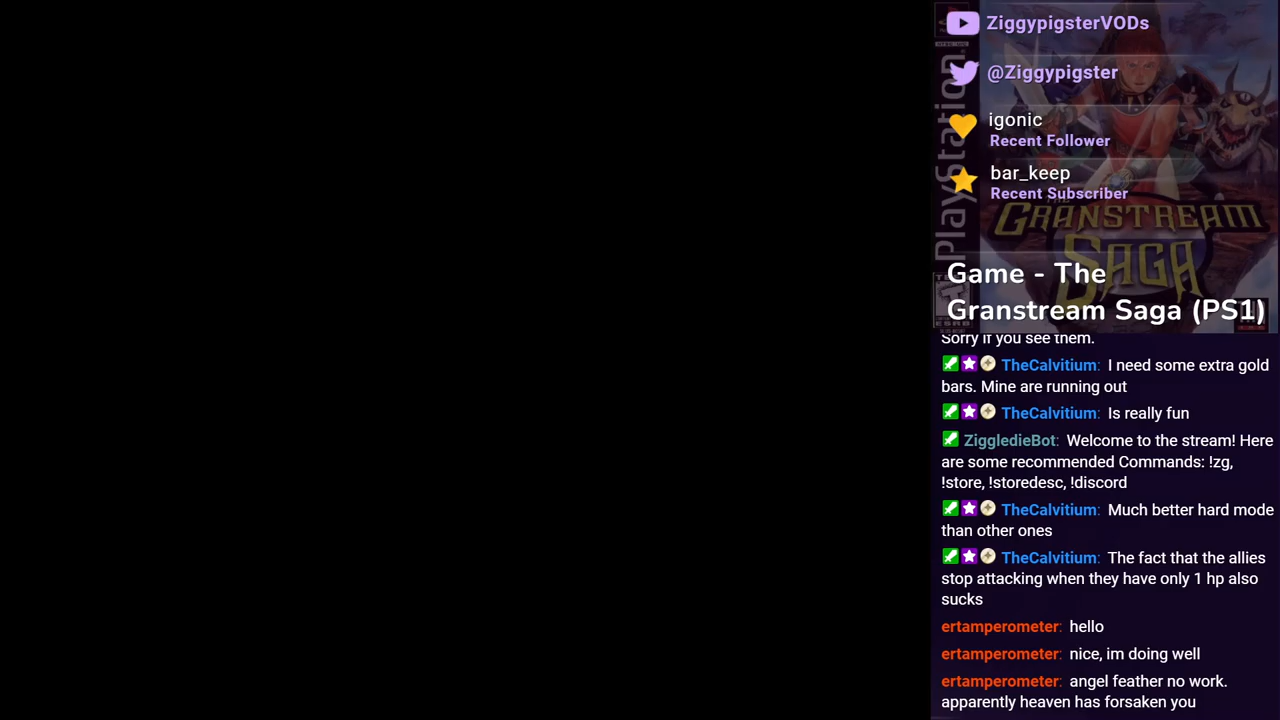 ZiggypigsterVODs
@Ziggypigster
igonic
Recent Follower
bar_keep
Recent Subscriber
PlayStation
THE
GRANSTREAM
SAGA
Game - The
Granstream Saga (PS1)
Sorry if you see them.
TheCalvitium: I need some extra gold
bars. Mine are running out
TheCalvitium: Is really fun
ZiggledieBot: Welcome to the stream! Here
are some recommended Commands: !zg,
!store, !storedesc, !discord
TheCalvitium: Much better hard mode
than other ones
TheCalvitium: The fact that the allies
stop attacking when they have only 1 hp also
sucks
ertamperometer: hello
ertamperometer: nice, im doing well
ertamperometer: angel feather no work.
apparently heaven has forsaken you